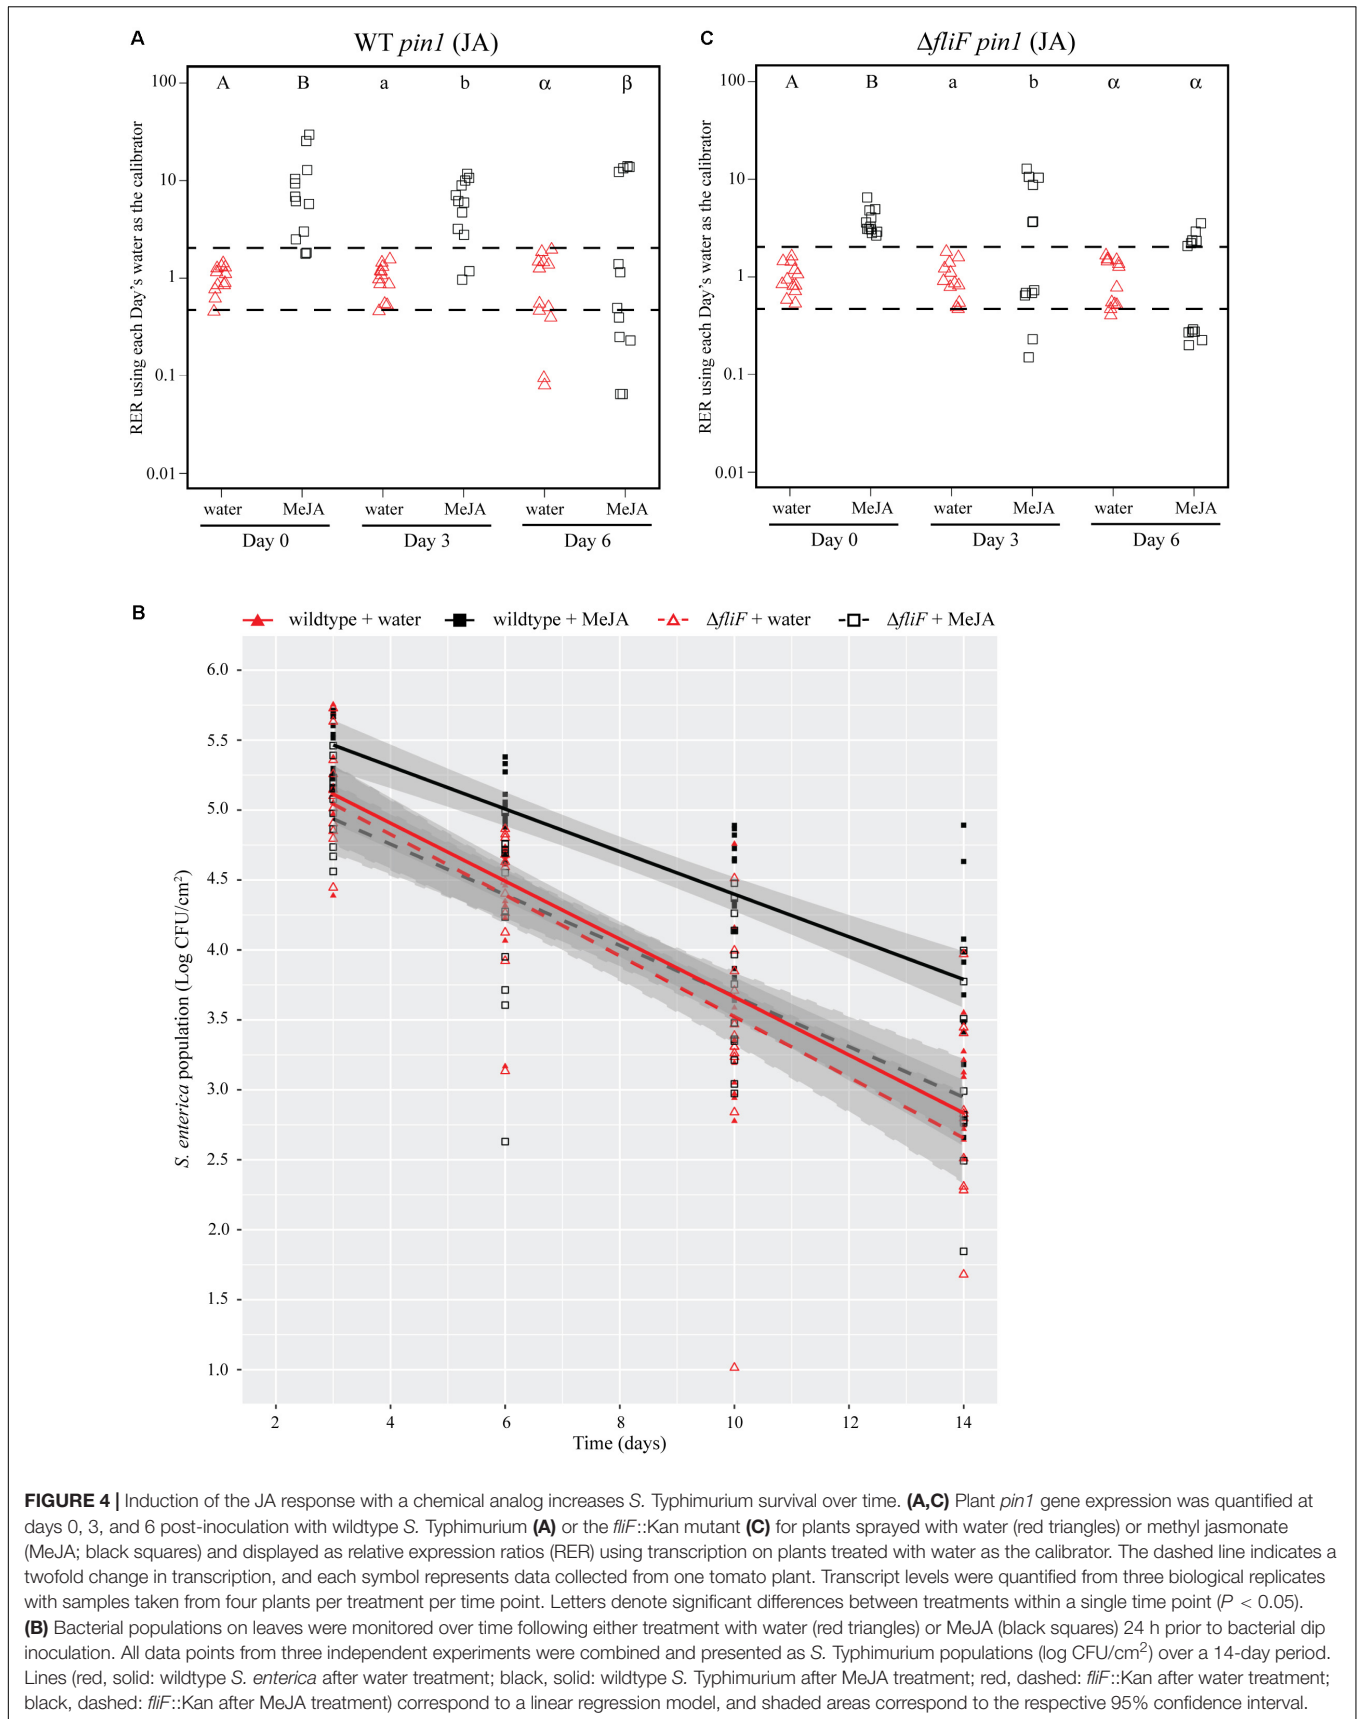 A
WT pin1 (JA)
RER using each Day's water as the calibrator
100
10
1
0.1
0.01
A B a b α β
water MeJA water MeJA water MeJA
Day 0 Day 3 Day 6
C
ΔfliF pin1 (JA)
RER using each Day's water as the calibrator
100
10
1
0.1
0.01
A B a b α α
water MeJA water MeJA water MeJA
Day 0 Day 3 Day 6
B
wildtype + water wildtype + MeJA ΔfliF + water ΔfliF + MeJA
S. enterica population (Log CFU/cm²)
6.0
5.5
5.0
4.5
4.0
3.5
3.0
2.5
2.0
1.5
1.0
2 4 6 8 10 12 14
Time (days)
FIGURE 4 | Induction of the JA response with a chemical analog increases S. Typhimurium survival over time. (A,C) Plant pin1 gene expression was quantified at
days 0, 3, and 6 post-inoculation with wildtype S. Typhimurium (A) or the fliF::Kan mutant (C) for plants sprayed with water (red triangles) or methyl jasmonate
(MeJA; black squares) and displayed as relative expression ratios (RER) using transcription on plants treated with water as the calibrator. The dashed line indicates a
twofold change in transcription, and each symbol represents data collected from one tomato plant. Transcript levels were quantified from three biological replicates
with samples taken from four plants per treatment per time point. Letters denote significant differences between treatments within a single time point (P < 0.05).
(B) Bacterial populations on leaves were monitored over time following either treatment with water (red triangles) or MeJA (black squares) 24 h prior to bacterial dip
inoculation. All data points from three independent experiments were combined and presented as S. Typhimurium populations (log CFU/cm²) over a 14-day period.
Lines (red, solid: wildtype S. enterica after water treatment; black, solid: wildtype S. Typhimurium after MeJA treatment; red, dashed: fliF::Kan after water treatment;
black, dashed: fliF::Kan after MeJA treatment) correspond to a linear regression model, and shaded areas correspond to the respective 95% confidence interval.